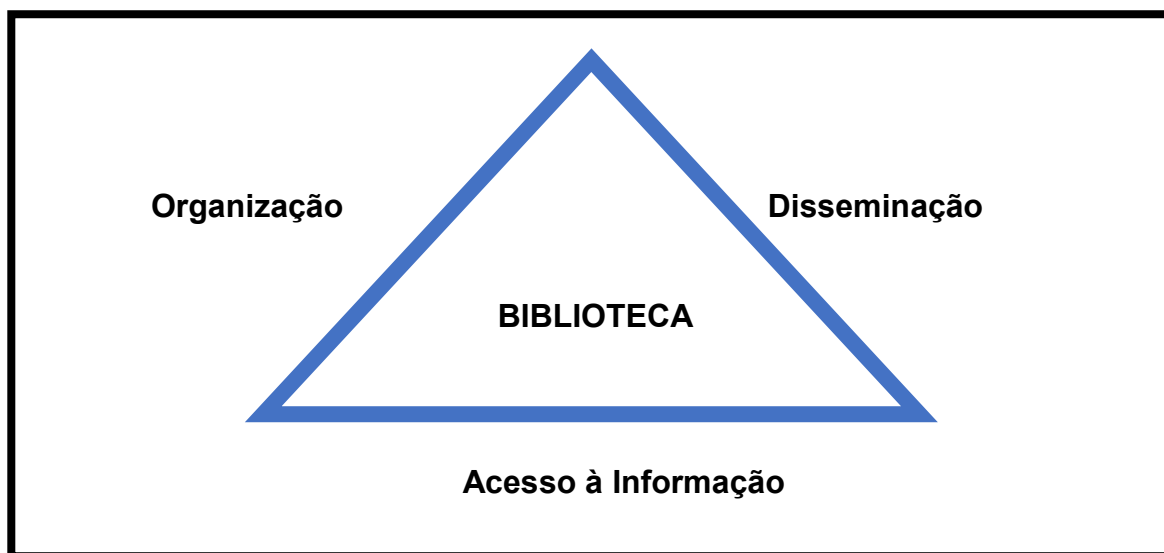 Organização
Disseminação
BIBLIOTECA
Acesso à Informação